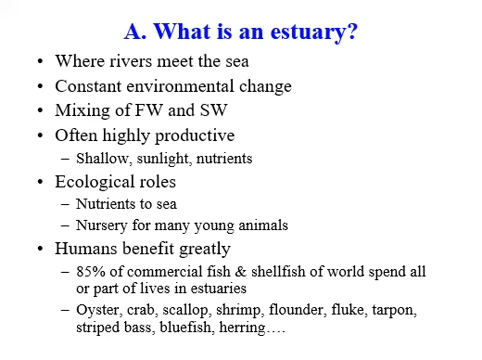 A. What is an estuary?
• Where rivers meet the sea
• Constant environmental change
• Mixing of FW and SW
• Often highly productive
– Shallow, sunlight, nutrients
• Ecological roles
– Nutrients to sea
– Nursery for many young animals
• Humans benefit greatly
– 85% of commercial fish & shellfish of world spend all
or part of lives in estuaries
– Oyster, crab, scallop, shrimp, flounder, fluke, tarpon,
striped bass, bluefish, herring….